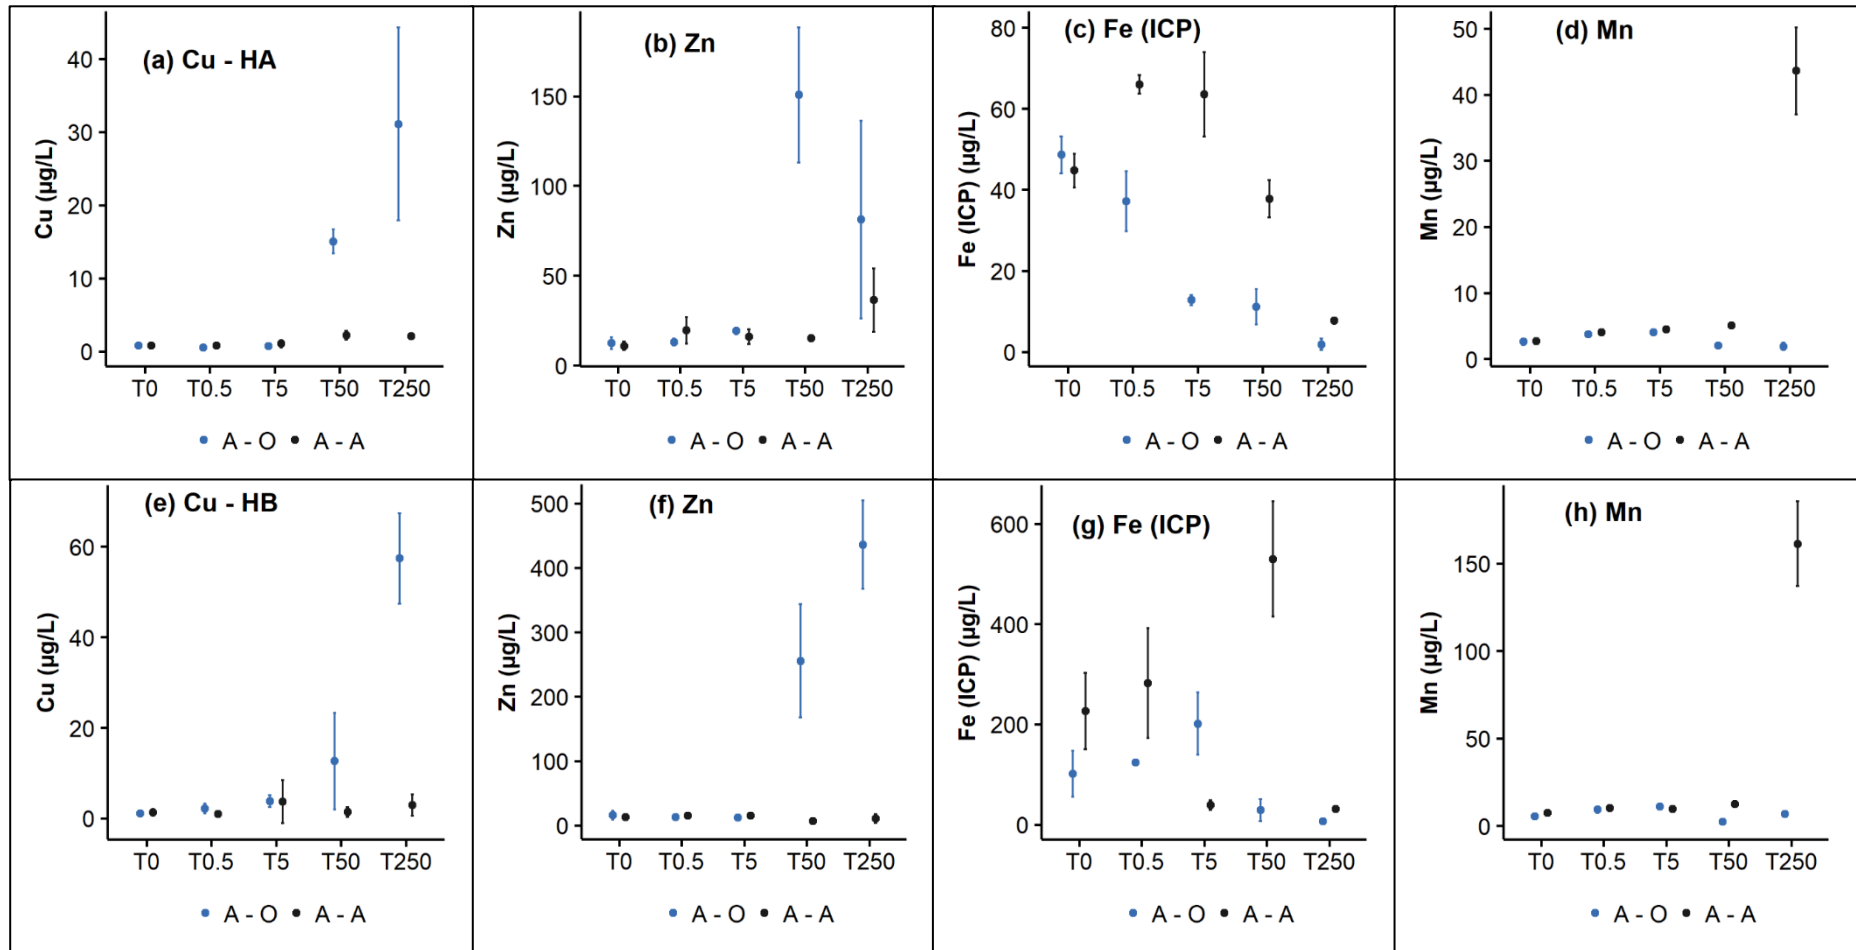 (a) Cu - HA
Cu (µg/L)
40
30
20
10
0
T0 T0.5 T5 T50 T250
A - O A - A
(b) Zn
Zn (µg/L)
150
100
50
0
T0 T0.5 T5 T50 T250
A - O A - A
(c) Fe (ICP)
Fe (ICP) (µg/L)
80
60
40
20
0
T0 T0.5 T5 T50 T250
A - O A - A
(d) Mn
Mn (µg/L)
50
40
30
20
10
0
T0 T0.5 T5 T50 T250
A - O A - A
(e) Cu - HB
Cu (µg/L)
60
40
20
0
T0 T0.5 T5 T50 T250
A - O A - A
(f) Zn
Zn (µg/L)
500
400
300
200
100
0
T0 T0.5 T5 T50 T250
A - O A - A
(g) Fe (ICP)
Fe (ICP) (µg/L)
600
400
200
0
T0 T0.5 T5 T50 T250
A - O A - A
(h) Mn
Mn (µg/L)
150
100
50
0
T0 T0.5 T5 T50 T250
A - O A - A